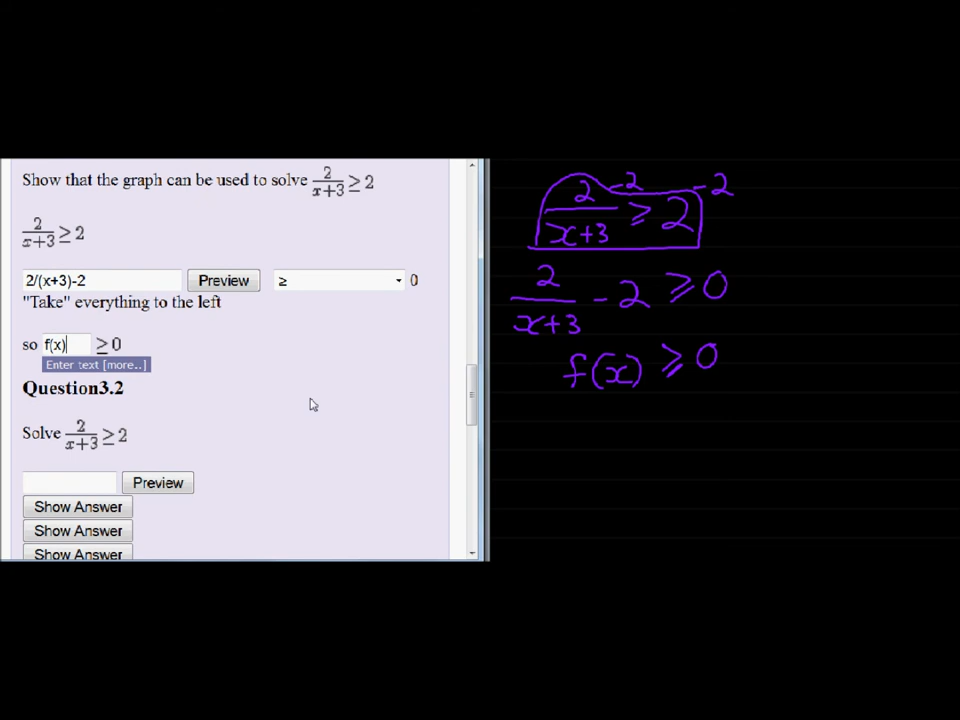 Show that the graph can be used to solve 2/(x+3) ≥ 2
2/(x+3) ≥ 2
2/(x+3)-2 Preview ≥ 0
"Take" everything to the left
so f(x) ≥ 0
Enter text [more..]
Question3.2
Solve 2/(x+3) ≥ 2
Preview
Show Answer
Show Answer
Show Answer
2/(x+3) -2 ≥ 2 -2
2/(x+3) - 2 ≥ 0
f(x) ≥ 0